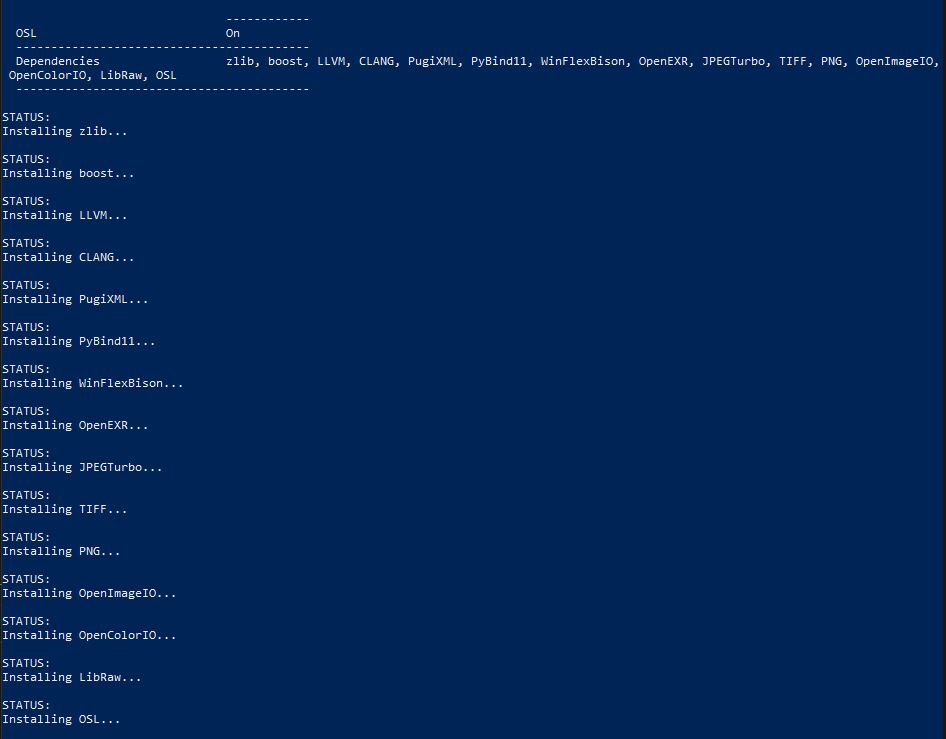 ------------
OSL On
------------------------------------------
Dependencies zlib, boost, LLVM, CLANG, PugiXML, PyBind11, WinFlexBison, OpenEXR, JPEGTurbo, TIFF, PNG, OpenImageIO,
OpenColorIO, LibRaw, OSL
------------------------------------------
STATUS:
Installing zlib...
STATUS:
Installing boost...
STATUS:
Installing LLVM...
STATUS:
Installing CLANG...
STATUS:
Installing PugiXML...
STATUS:
Installing PyBind11...
STATUS:
Installing WinFlexBison...
STATUS:
Installing OpenEXR...
STATUS:
Installing JPEGTurbo...
STATUS:
Installing TIFF...
STATUS:
Installing PNG...
STATUS:
Installing OpenImageIO...
STATUS:
Installing OpenColorIO...
STATUS:
Installing LibRaw...
STATUS:
Installing OSL...